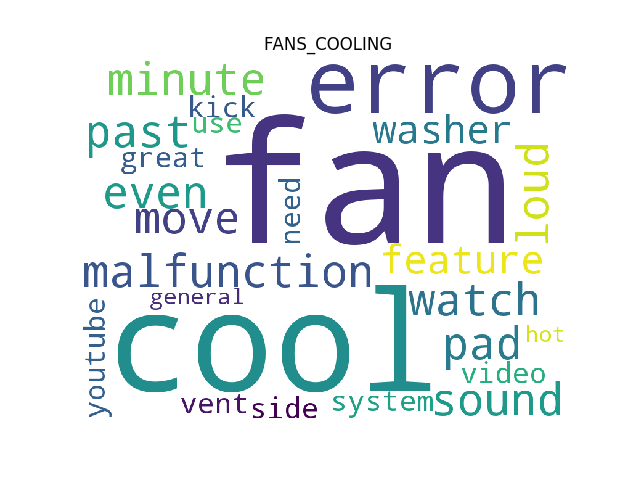 FANS_COOLING
minute
error
kick
past
use
washer
great
fan
loud
even
need
move
malfunction
feature
general
cool
watch
youtube
pad
hot
video
vent
side
system
sound